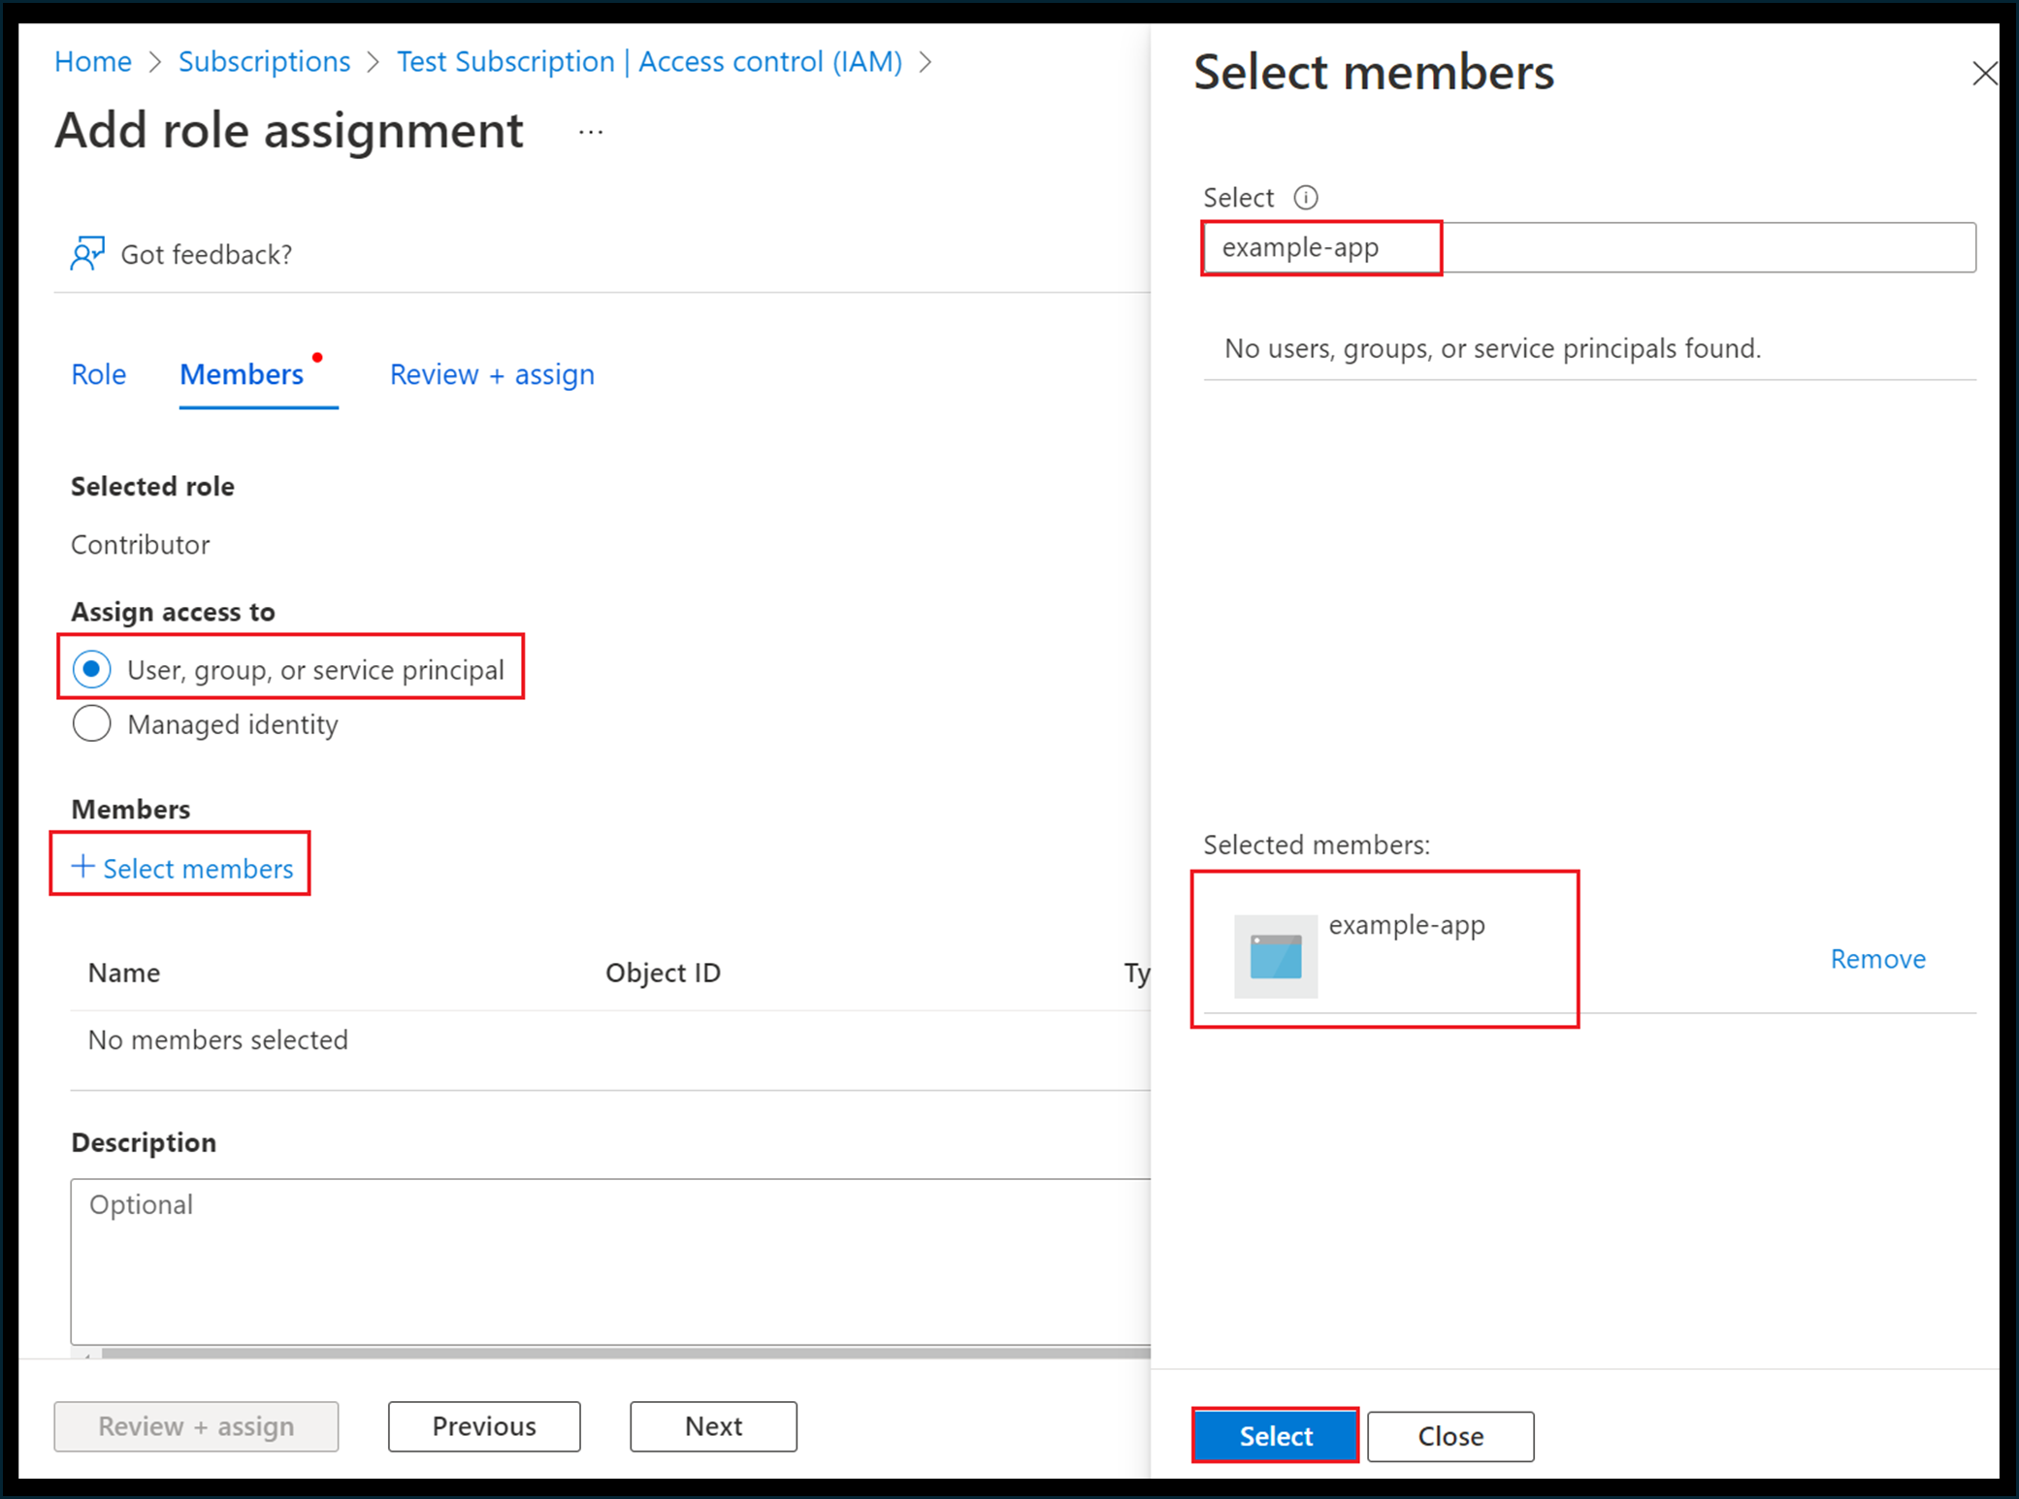 Home > Subscriptions > Test Subscription | Access control (IAM) >
Add role assignment ...
Got feedback?
Role Members Review + assign
Selected role
Contributor
Assign access to
User, group, or service principal
Managed identity
Members
+ Select members
Name Object ID Ty
No members selected
Description
Optional
Review + assign Previous Next
Select members
Select
example-app
No users, groups, or service principals found.
Selected members:
example-app
Remove
Select Close